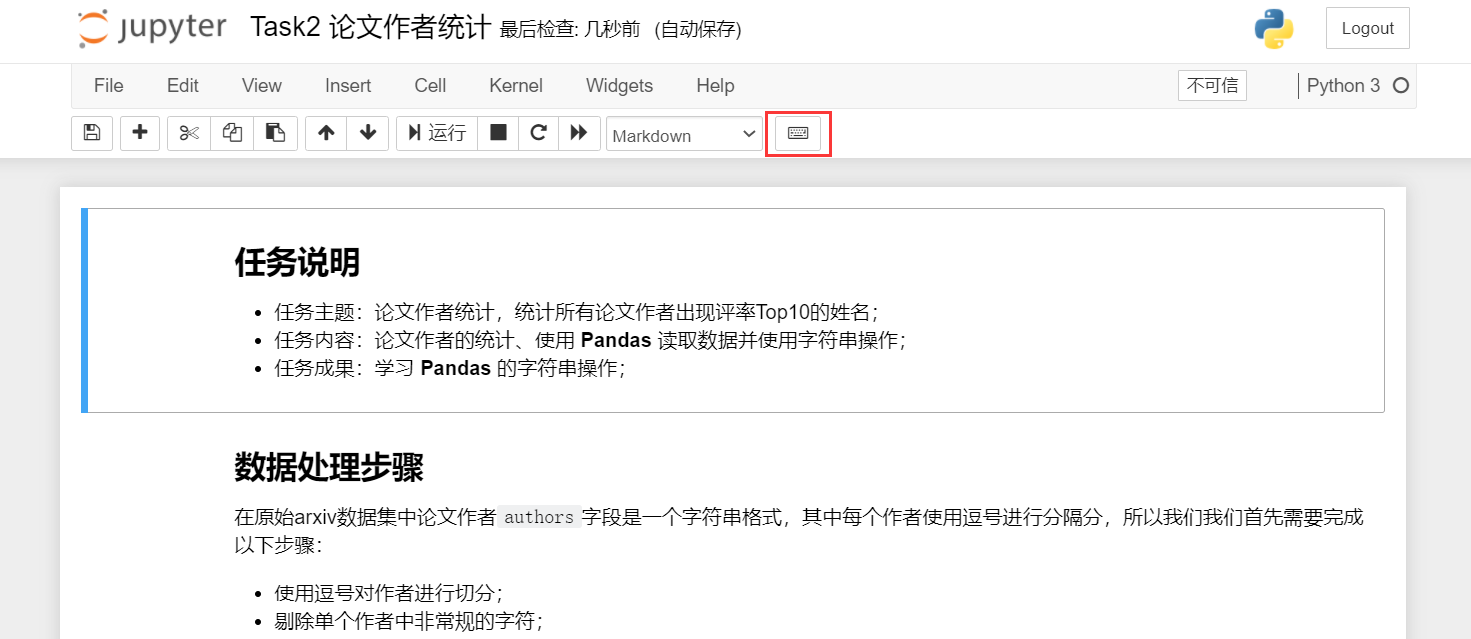 jupyter Task2 论文作者统计 最后检查: 几秒前 (自动保存) Logout
File Edit View Insert Cell Kernel Widgets Help 不可信 Python 3
运行 Markdown
任务说明
任务主题：论文作者统计，统计所有论文作者出现评率Top10的姓名；
任务内容：论文作者的统计、使用 Pandas 读取数据并使用字符串操作；
任务成果：学习 Pandas 的字符串操作；
数据处理步骤
在原始arxiv数据集中论文作者authors字段是一个字符串格式，其中每个作者使用逗号进行分隔分，所以我们我们首先需要完成
以下步骤：
使用逗号对作者进行切分；
剔除单个作者中非常规的字符；